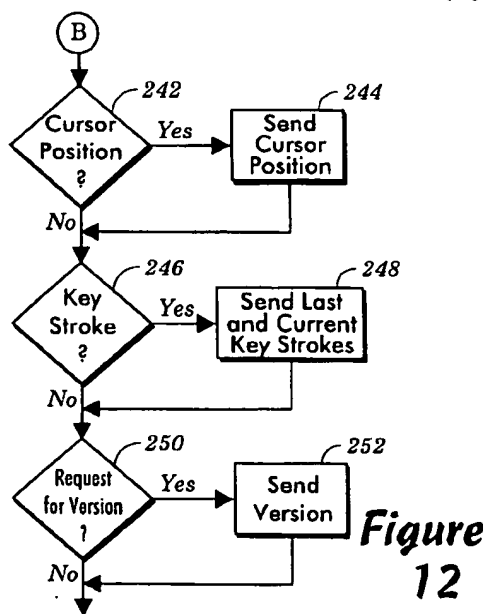 B
242
Cursor
Position
?
Yes
244
Send
Cursor
Position
No
246
Key
Stroke
?
Yes
248
Send Last
and Current
Key Strokes
No
250
Request
for Version
?
Yes
252
Send
Version
No
Figure
12